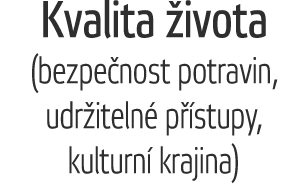 Kvalita života
(bezpečnost potravin,
udržitelné přístupy,
kulturní krajina)